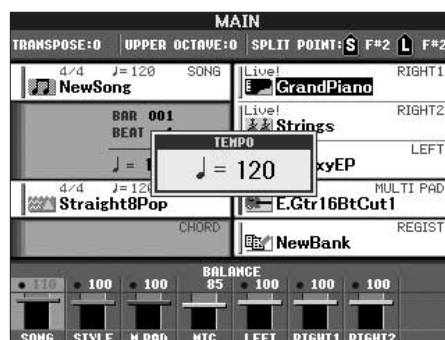 MAIN
TRANSPOSE:0 UPPER OCTAVE:0 SPLIT POINT: S F#2 L F#2
4/4 ♩=120 SONG
NewSong
Live! RIGHT1
GrandPiano
BAR 001
BEAT
Live! RIGHT2
Strings
TEMPO
♩ = 120
LEFT
xyEP
4/4 ♩=120
Straight8Pop
MULTI PAD
E.Gtr16BtCut1
CHORD
REGIST
NewBank
BALANCE
110 100 100 85 100 100 100
SONG STYLE M.PAD MIC LEFT RIGHT1 RIGHT2